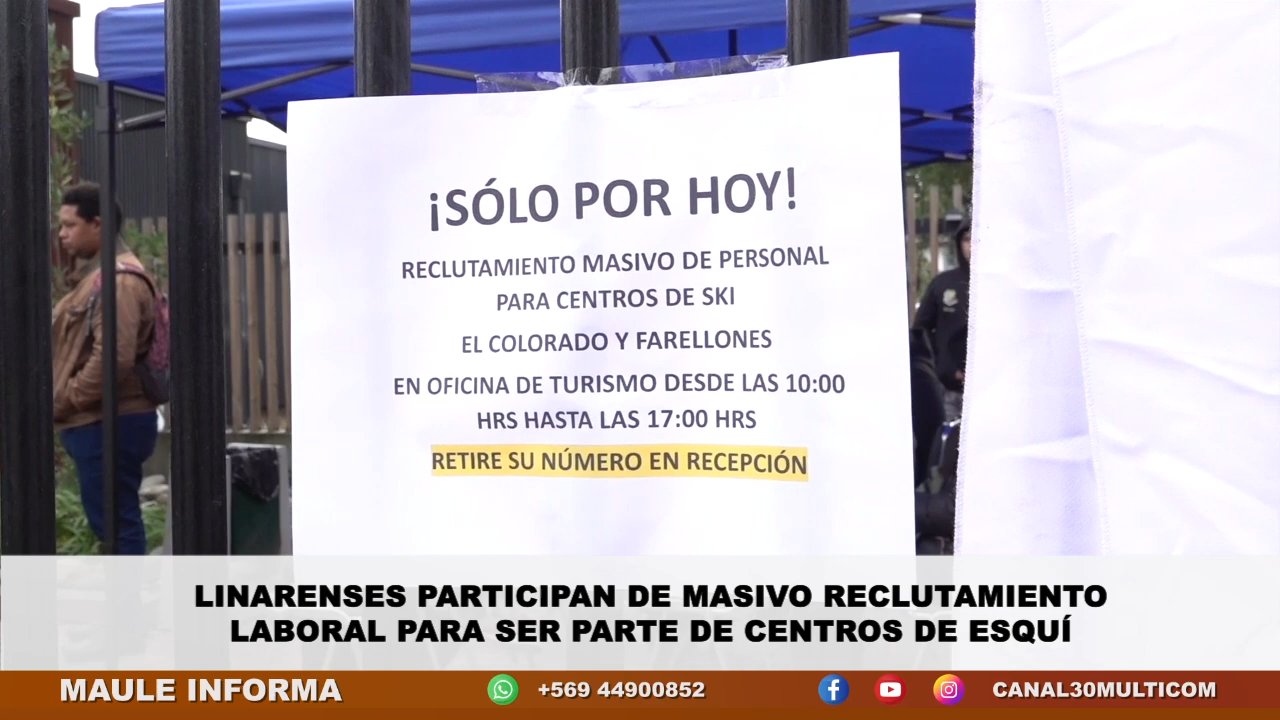 ¡SÓLO POR HOY!
RECLUTAMIENTO MASIVO DE PERSONAL
PARA CENTROS DE SKI
EL COLORADO Y FARELLONES
EN OFICINA DE TURISMO DESDE LAS 10:00
HRS HASTA LAS 17:00 HRS
RETIRE SU NÚMERO EN RECEPCIÓN
LINARENSES PARTICIPAN DE MASIVO RECLUTAMIENTO
LABORAL PARA SER PARTE DE CENTROS DE ESQUÍ
MAULE INFORMA +569 44900852 CANAL30MULTICOM